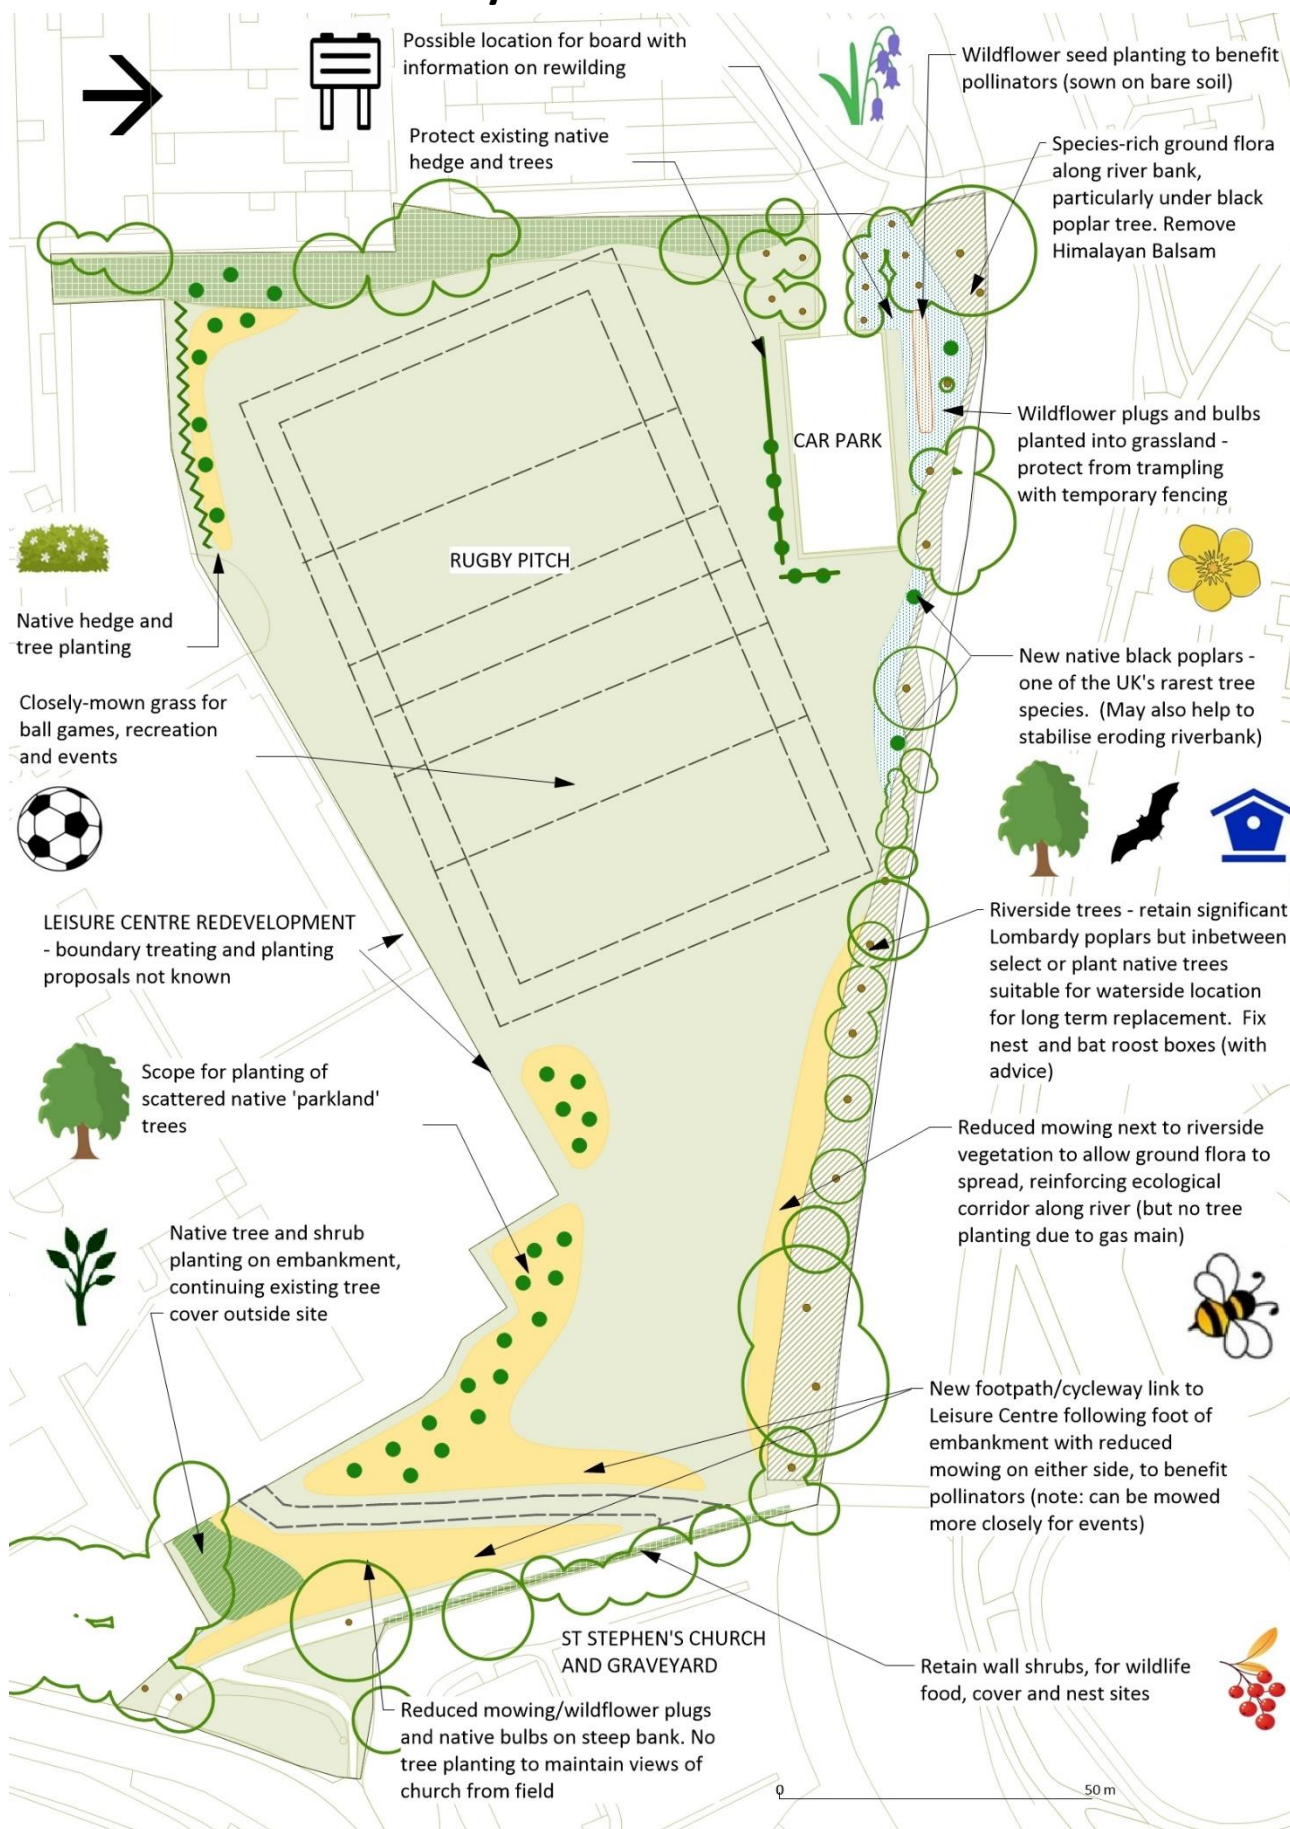 Possible location for board with
information on rewilding
Wildflower seed planting to benefit
pollinators (sown on bare soil)
Protect existing native
hedge and trees
Species-rich ground flora
along river bank,
particularly under black
poplar tree. Remove
Himalayan Balsam
CAR PARK
Wildflower plugs and bulbs
planted into grassland -
protect from trampling
with temporary fencing
RUGBY PITCH
Native hedge and
tree planting
New native black poplars -
one of the UK's rarest tree
species. (May also help to
stabilise eroding riverbank)
Closely-mown grass for
ball games, recreation
and events
LEISURE CENTRE REDEVELOPMENT
- boundary treating and planting
proposals not known
Riverside trees - retain significant
Lombardy poplars but inbetween
select or plant native trees
suitable for waterside location
for long term replacement. Fix
nest and bat roost boxes (with
advice)
Scope for planting of
scattered native 'parkland'
trees
Reduced mowing next to riverside
vegetation to allow ground flora to
spread, reinforcing ecological
corridor along river (but no tree
planting due to gas main)
Native tree and shrub
planting on embankment,
continuing existing tree
cover outside site
New footpath/cycleway link to
Leisure Centre following foot of
embankment with reduced
mowing on either side, to benefit
pollinators (note: can be mowed
more closely for events)
ST STEPHEN'S CHURCH
AND GRAVEYARD
Retain wall shrubs, for wildlife
food, cover and nest sites
Reduced mowing/wildflower plugs
and native bulbs on steep bank. No
tree planting to maintain views of
church from field
0
50 m